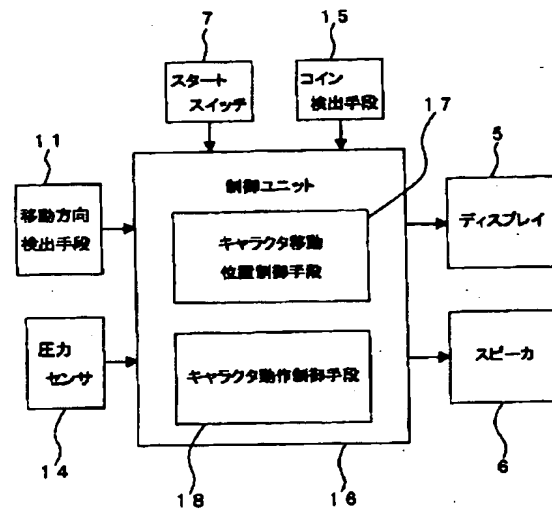 7
15
スタート
スイッチ
コイン
検出手段
17
11
5
制御ユニット
移動方向
検出手段
キャラクタ移動
位置制御手段
ディスプレイ
圧力
センサ
キャラクタ動作制御手段
スピーカ
14
18
16
6